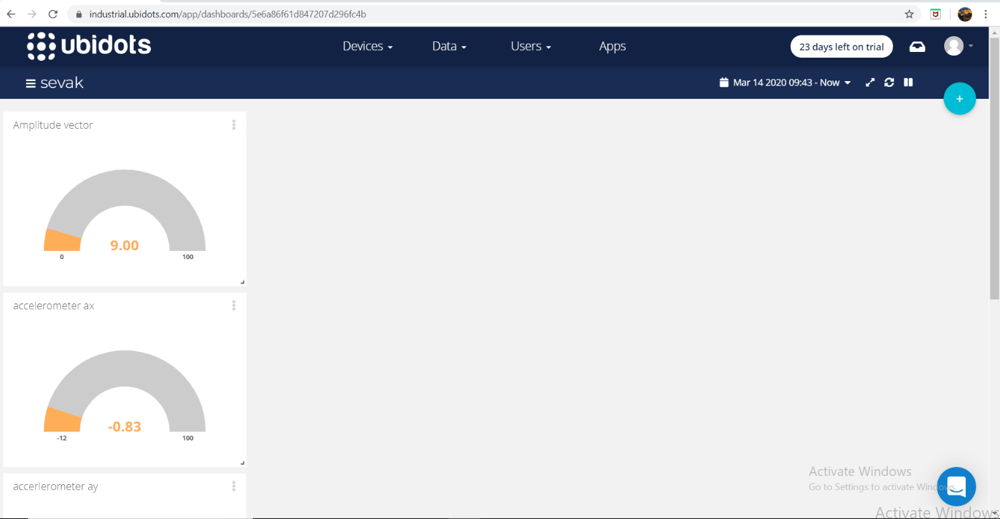 industrial.ubidots.com/app/dashboards/5e6a86f61d847207d296fc4b
ubidots
Devices
Data
Users
Apps
23 days left on trial
sevak
Mar 14 2020 09:43 - Now
+
Amplitude vector
9.00
0
100
accelerometer ax
-0.83
-12
100
accerlerometer ay
Activate Windows
Go to Settings to activate Windows.
Activate Windows